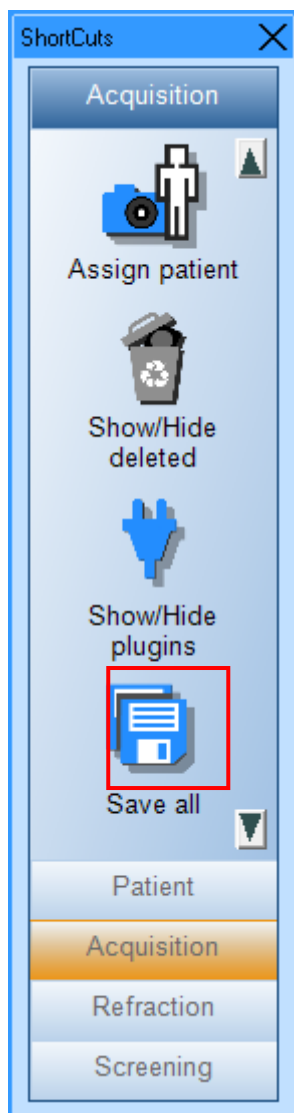 ShortCuts
Acquisition
Assign patient
Show/Hide
deleted
Show/Hide
plugins
Save all
Patient
Acquisition
Refraction
Screening